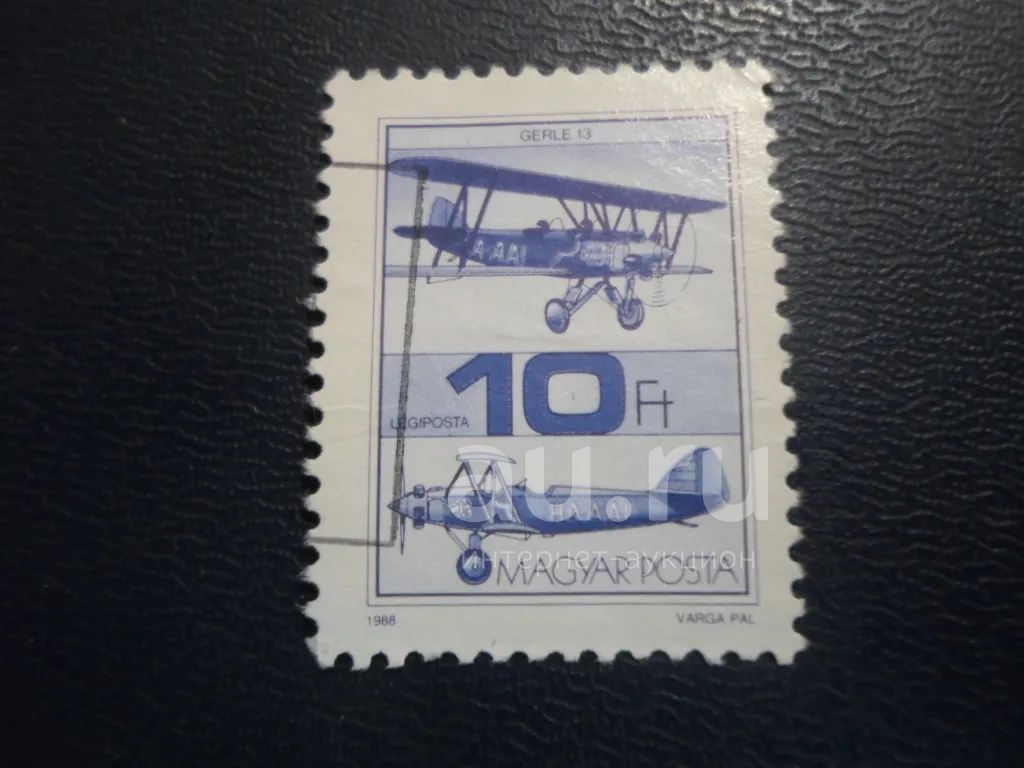 GERLE 13
HA-AAI
10 Ft
LÉGIPOSTA
au.ru
HA-AAI
интернет-аукцион
MAGYAR POSTA
1988
VARGA PÁL